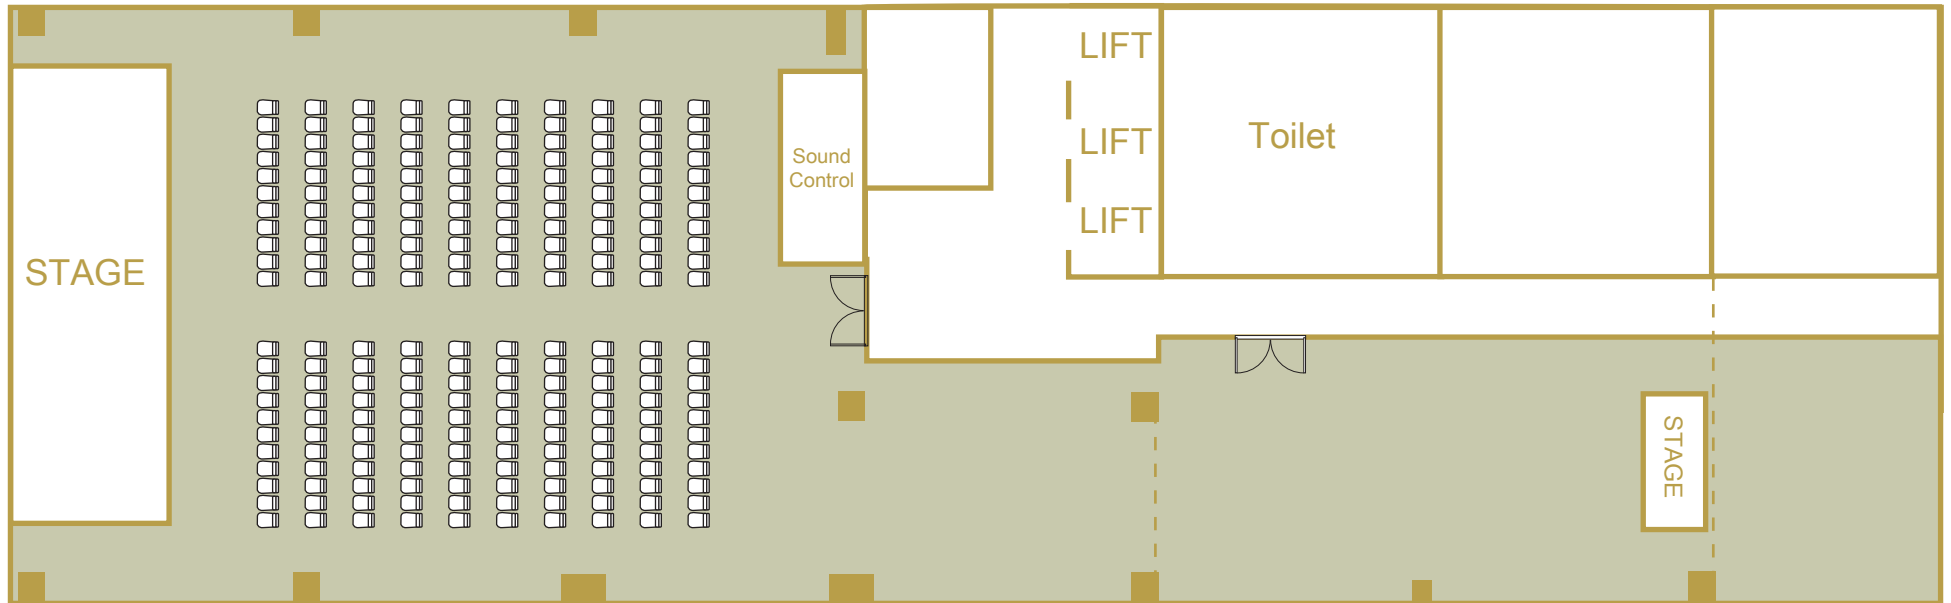 STAGE
Sound
Control
LIFT
LIFT
LIFT
Toilet
STAGE